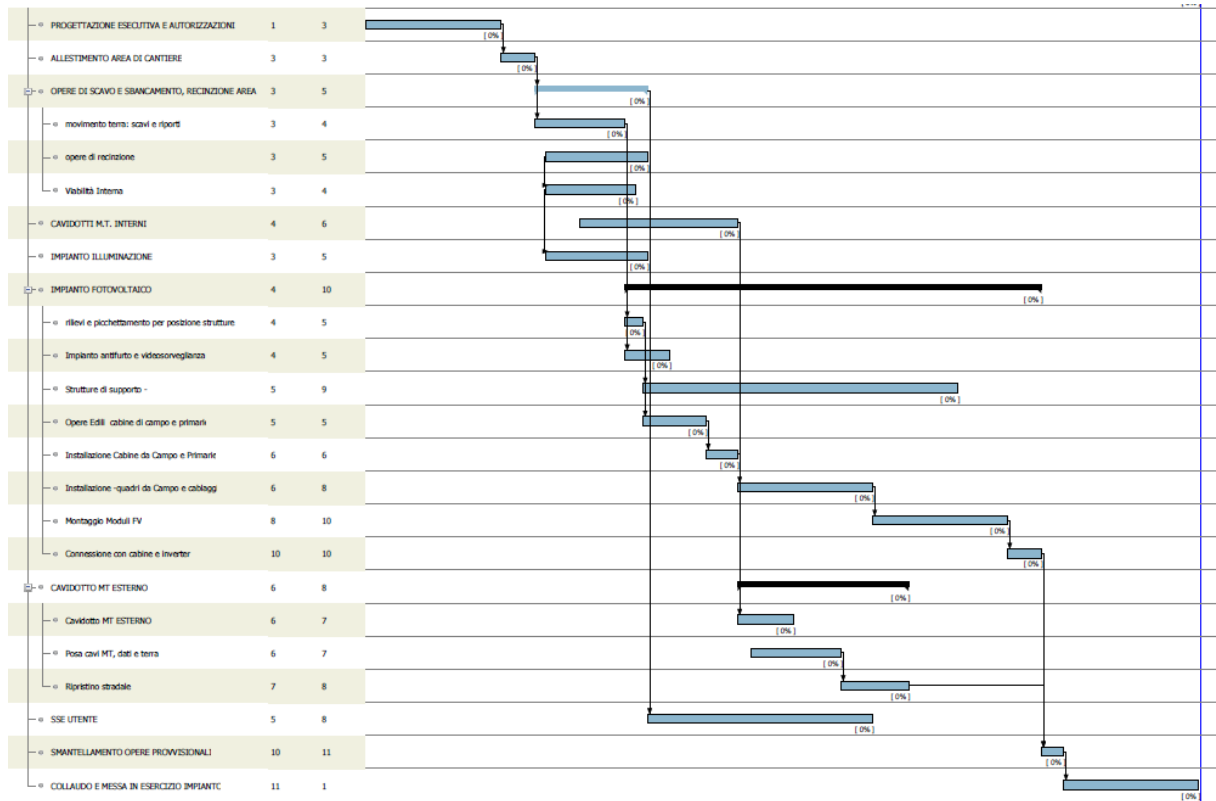 PROGETTAZIONE ESECUTIVA E AUTORIZZAZIONI 1 3
[ 0% ]
ALLESTIMENTO AREA DI CANTIERE 3 3
[ 0% ]
OPERE DI SCAVO E SBANCAMENTO, RECINZIONE AREA 3 5
[ 0% ]
movimento terra: scavi e riporti 3 4
[ 0% ]
opere di recinzione 3 5
[ 0% ]
Viabilità Interna 3 4
[ 0% ]
CAVIDOTTI M.T. INTERNI 4 6
[ 0% ]
IMPIANTO ILLUMINAZIONE 3 5
[ 0% ]
IMPIANTO FOTOVOLTAICO 4 10
[ 0% ]
rilievi e picchettamento per posizione strutture 4 5
[ 0% ]
Impianto antifurto e videosorveglianza 4 5
[ 0% ]
Strutture di supporto - 5 9
[ 0% ]
Opere Edili cabine di campo e primarie 5 5
[ 0% ]
Installazione Cabine da Campo e Primarie 6 6
[ 0% ]
Installazione -quadri da Campo e cablaggi 6 8
[ 0% ]
Montaggio Moduli FV 8 10
[ 0% ]
Connessione con cabine e inverter 10 10
[ 0% ]
CAVIDOTTO MT ESTERNO 6 8
[ 0% ]
Cavidotto MT ESTERNO 6 7
[ 0% ]
Posa cavi MT, dati e terra 6 7
[ 0% ]
Ripristino stradale 7 8
[ 0% ]
SSE UTENTE 5 8
[ 0% ]
SMANTELLAMENTO OPERE PROVVISIONALI 10 11
[ 0% ]
COLLAUDO E MESSA IN ESERCIZIO IMPIANTO 11 1
[ 0% ]